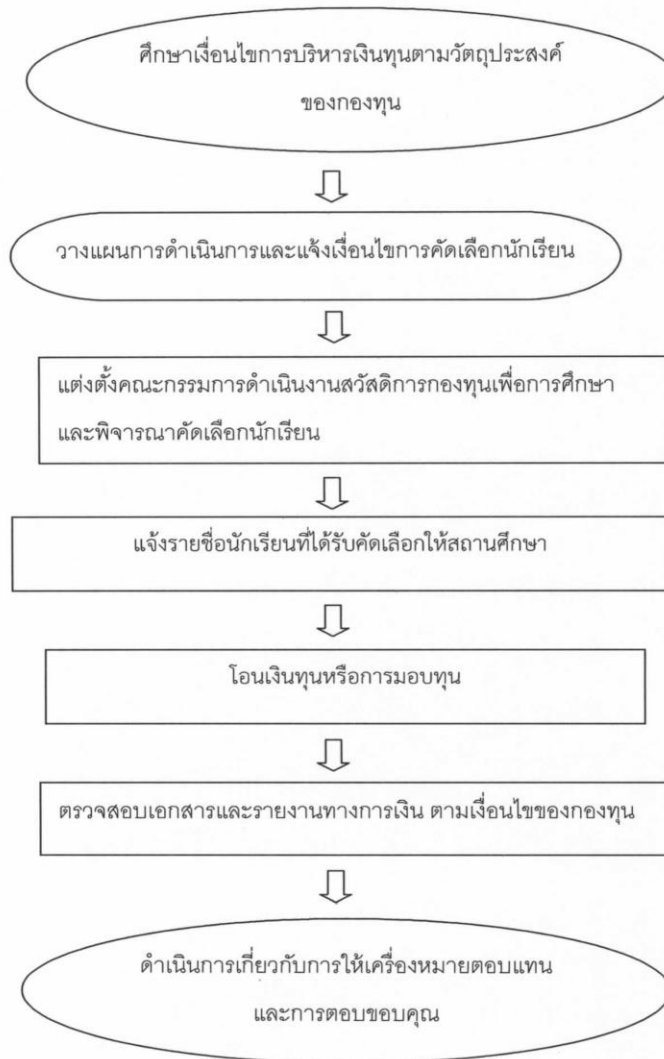 ศึกษาเงื่อนไขการบริหารเงินทุนตามวัตถุประสงค์
ของกองทุน
วางแผนการดำเนินการและแจ้งเงื่อนไขการคัดเลือกนักเรียน
แต่งตั้งคณะกรรมการดำเนินงานสวัสดิการกองทุนเพื่อการศึกษา
และพิจารณาคัดเลือกนักเรียน
แจ้งรายชื่อนักเรียนที่ได้รับคัดเลือกให้สถานศึกษา
โอนเงินทุนหรือการมอบทุน
ตรวจสอบเอกสารและรายงานทางการเงิน ตามเงื่อนไขของกองทุน
ดำเนินการเกี่ยวกับการให้เครื่องหมายตอบแทน
และการตอบขอบคุณ